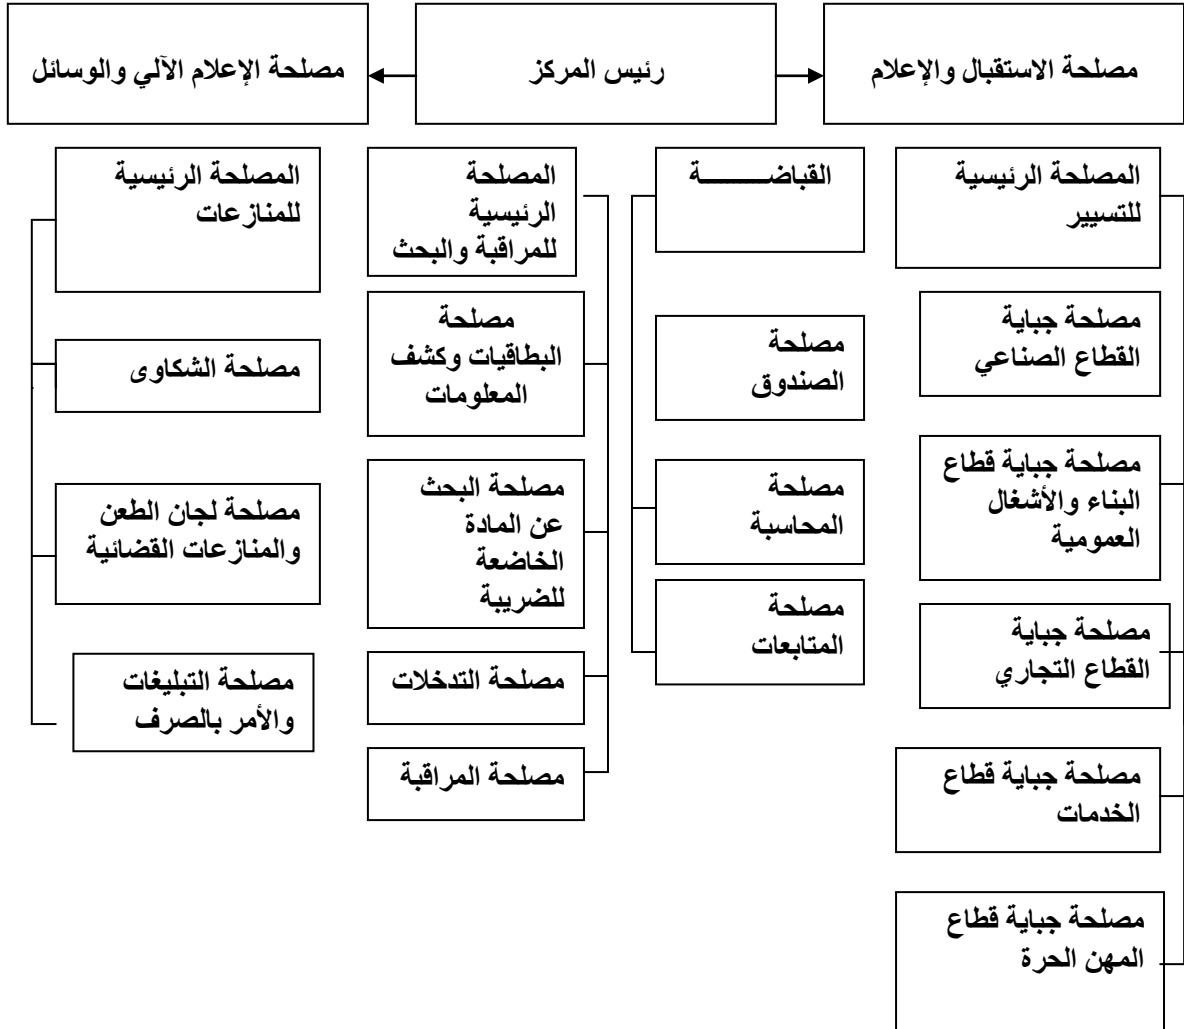 مصلحة الاستقبال والإعلام
رئيس المركز
مصلحة الإعلام الآلي والوسائل
المصلحة الرئيسية
للتسيير
مصلحة جباية
القطاع الصناعي
مصلحة جباية قطاع
البناء والأشغال
العمومية
مصلحة جباية
القطاع التجاري
مصلحة جباية قطاع
الخدمات
مصلحة جباية قطاع
المهن الحرة
القباضــــــــــة
مصلحة
الصندوق
مصلحة
المحاسبة
مصلحة
المتابعات
المصلحة
الرئيسية
للمراقبة والبحث
مصلحة
البطاقيات وكشف
المعلومات
مصلحة البحث
عن المادة
الخاضعة
للضريبة
مصلحة التدخلات
مصلحة المراقبة
المصلحة الرئيسية
للمنازعات
مصلحة الشكاوى
مصلحة لجان الطعن
والمنازعات القضائية
مصلحة التبليغات
والأمر بالصرف